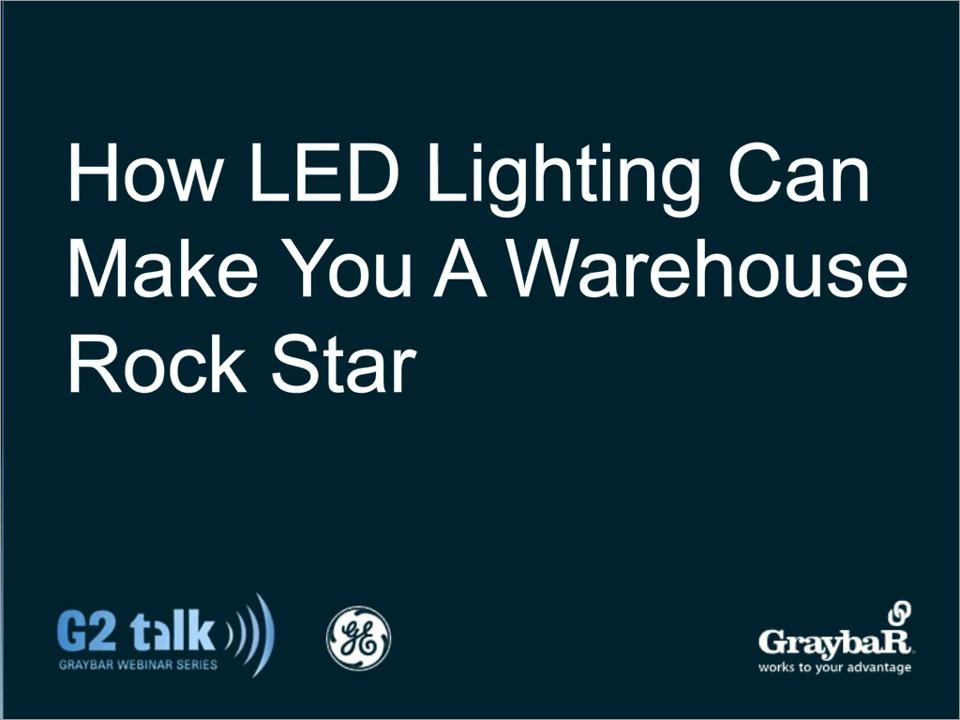 How LED Lighting Can
Make You A Warehouse
Rock Star
G2 talk
GRAYBAR WEBINAR SERIES
GE
GraybaR
works to your advantage